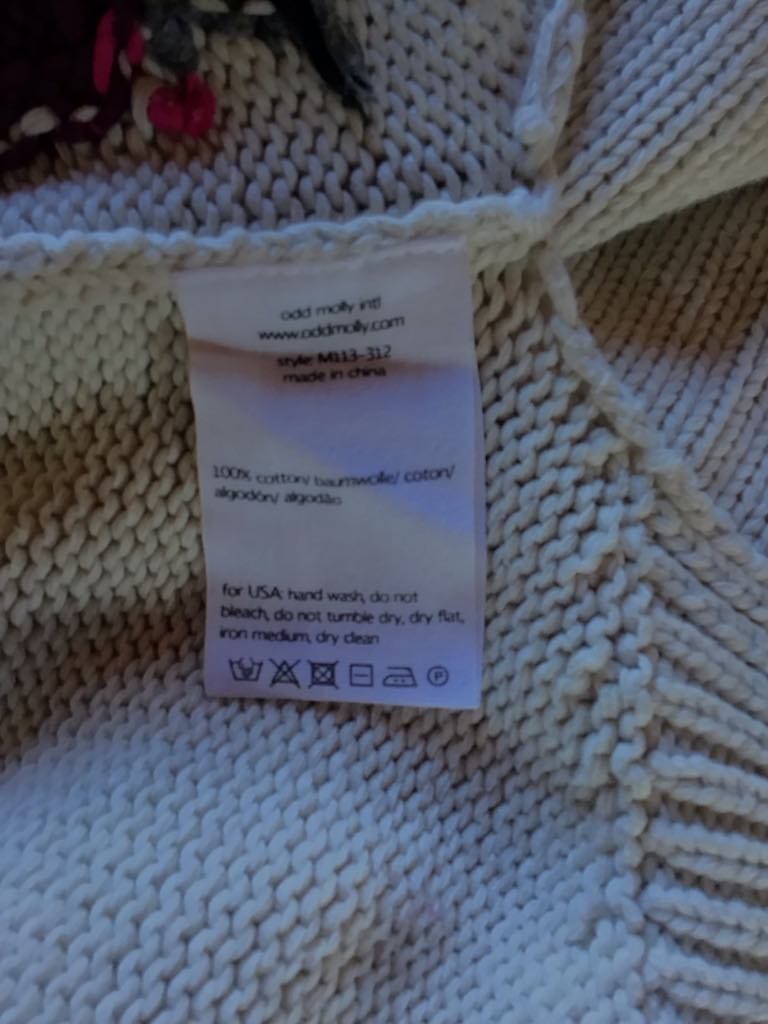 odd molly intl
www.oddmolly.com
style: M113-312
made in china
100% cotton/ baumwolle/ coton/
algodón/ algodão
for USA: hand wash, do not
bleach, do not tumble dry, dry flat,
iron medium, dry clean
P